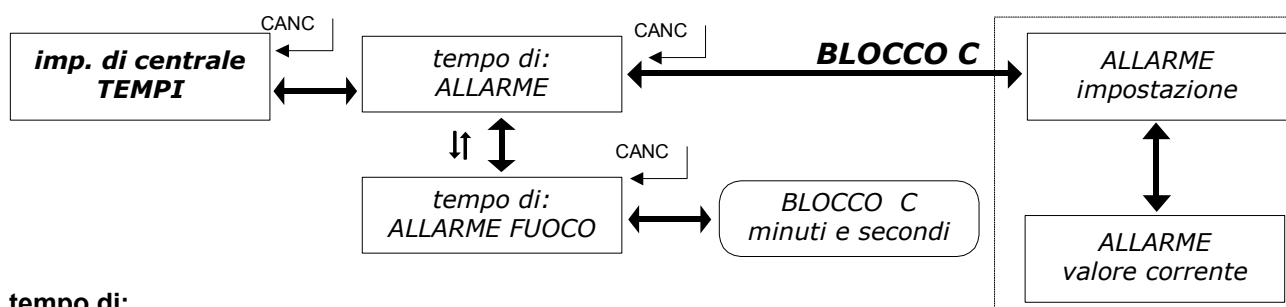 CANC
imp. di centrale
TEMPI
CANC
tempo di:
ALLARME
BLOCCO C
ALLARME
impostazione
CANC
tempo di:
ALLARME FUOCO
BLOCCO C
minuti e secondi
ALLARME
valore corrente
tempo di: